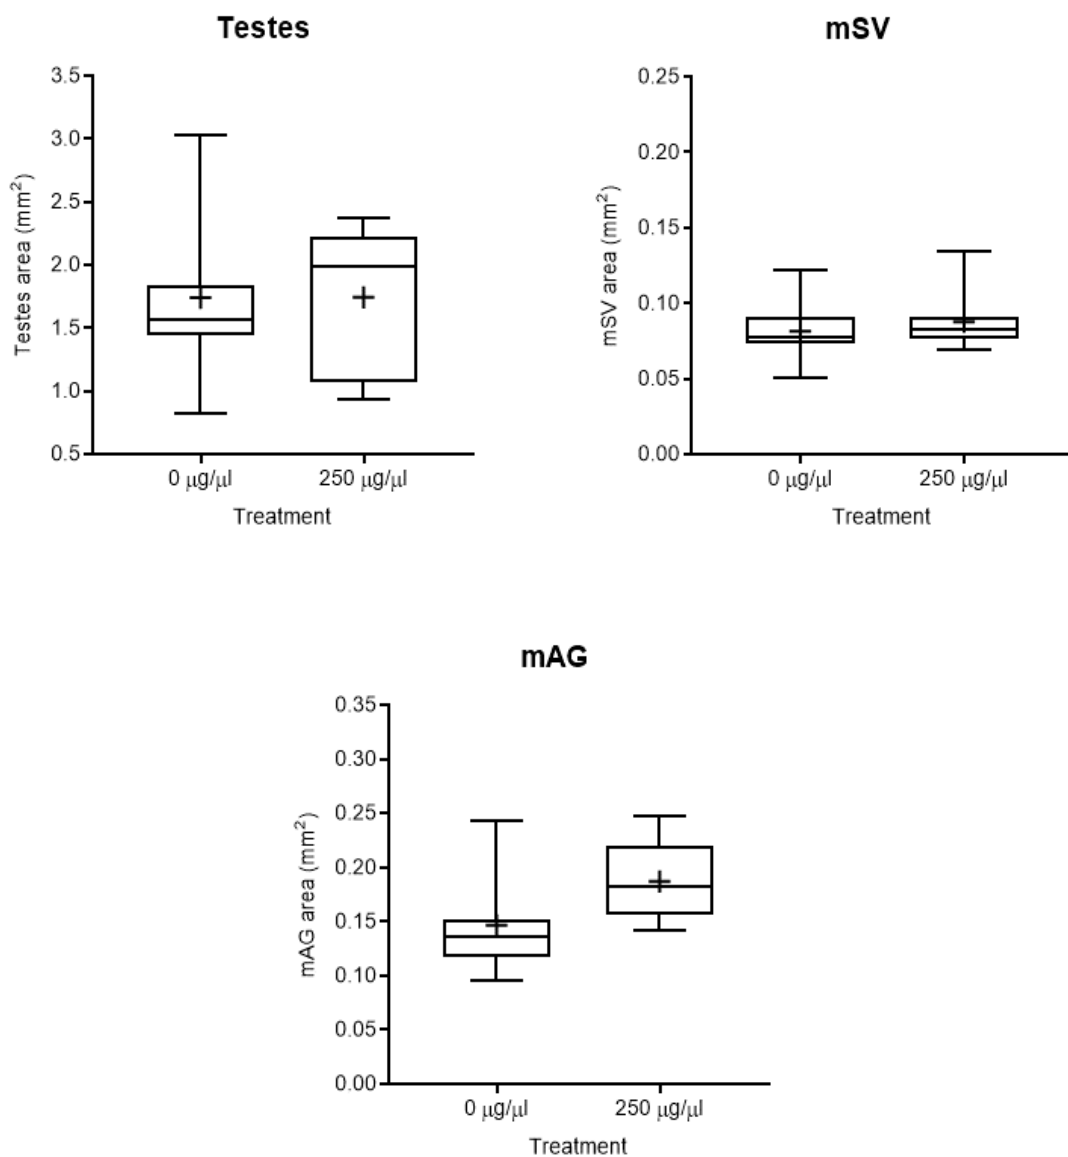 Testes
3.5
3.0
2.5
2.0
1.5
1.0
0.5
Testes area (mm²)
0 μg/μl
250 μg/μl
Treatment
mSV
0.25
0.20
0.15
0.10
0.05
0.00
mSV area (mm²)
0 μg/μl
250 μg/μl
Treatment
mAG
0.35
0.30
0.25
0.20
0.15
0.10
0.05
0.00
mAG area (mm²)
0 μg/μl
250 μg/μl
Treatment